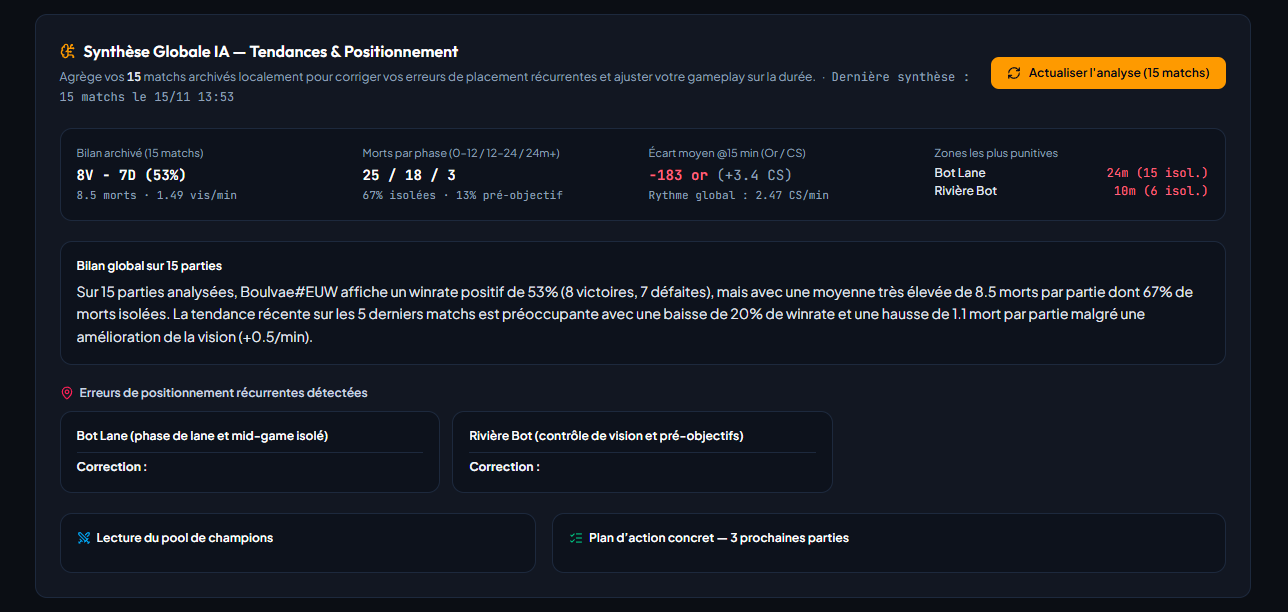 Synthèse Globale IA — Tendances & Positionnement
Agrège vos 15 matchs archivés localement pour corriger vos erreurs de placement récurrentes et ajuster votre gameplay sur la durée. · Dernière synthèse :
15 matchs le 15/11 13:53
Actualiser l'analyse (15 matchs)
Bilan archivé (15 matchs)
8V - 7D (53%)
8.5 morts · 1.49 vis/min
Morts par phase (0–12 / 12–24 / 24m+)
25 / 18 / 3
67% isolées · 13% pré-objectif
Écart moyen @15 min (Or / CS)
-183 or (+3.4 CS)
Rythme global : 2.47 CS/min
Zones les plus punitives
Bot Lane 24m (15 isol.)
Rivière Bot 10m (6 isol.)
Bilan global sur 15 parties
Sur 15 parties analysées, Boulvae#EUW affiche un winrate positif de 53% (8 victoires, 7 défaites), mais avec une moyenne très élevée de 8.5 morts par partie dont 67% de
morts isolées. La tendance récente sur les 5 derniers matchs est préoccupante avec une baisse de 20% de winrate et une hausse de 1.1 mort par partie malgré une
amélioration de la vision (+0.5/min).
Erreurs de positionnement récurrentes détectées
Bot Lane (phase de lane et mid-game isolé)
Correction :
Rivière Bot (contrôle de vision et pré-objectifs)
Correction :
Lecture du pool de champions
Plan d'action concret — 3 prochaines parties